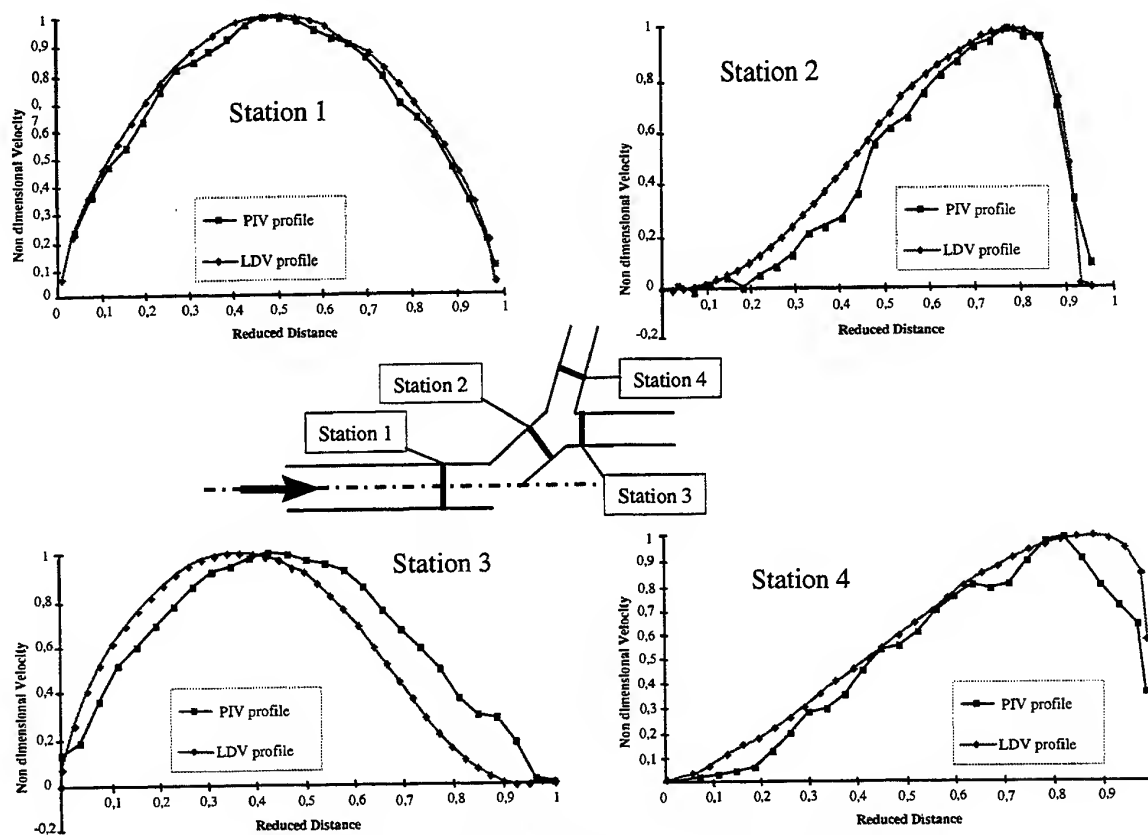 Station 1
Non dimensional Velocity
1
0,9
0,8
0,
7
0,6
0,5
0,4
0,3
0,2
0,1
0
PIV profile
LDV profile
0 0,1 0,2 0,3 0,4 0,5 0,6 0,7 0,8 0,9 1
Reduced Distance
Station 2
Non dimensional Velocity
1
0,8
0,6
0,4
0,2
0
-0,2
PIV profile
LDV profile
0,1 0,2 0,3 0,4 0,5 0,6 0,7 0,8 0,9 1
Reduced Distance
Station 4
Station 2
Station 1
Station 3
Station 3
Non dimensional Velocity
1
0,8
0,6
0,4
0,2
0
-0,2
PIV profile
LDV profile
0,1 0,2 0,3 0,4 0,5 0,6 0,7 0,8 0,9 1
Reduced Distance
Station 4
Non dimensional Velocity
1
0,9
0,8
0,7
0,6
0,5
0,4
0,3
0,2
0,1
PIV profile
LDV profile
0 0,1 0,2 0,3 0,4 0,5 0,6 0,7 0,8 0,9
Reduced Distance